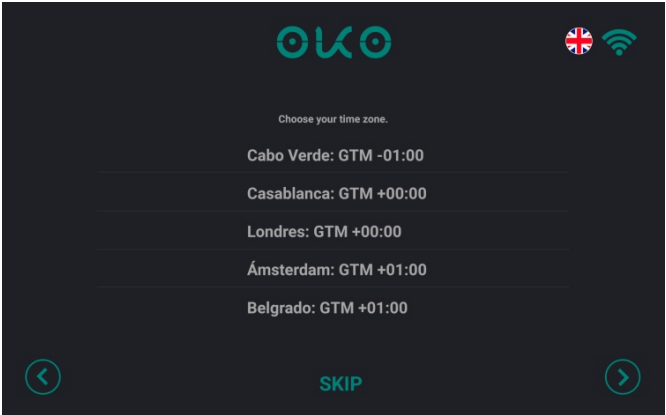 OKO
Choose your time zone.
Cabo Verde: GTM -01:00
Casablanca: GTM +00:00
Londres: GTM +00:00
Ámsterdam: GTM +01:00
Belgrado: GTM +01:00
SKIP